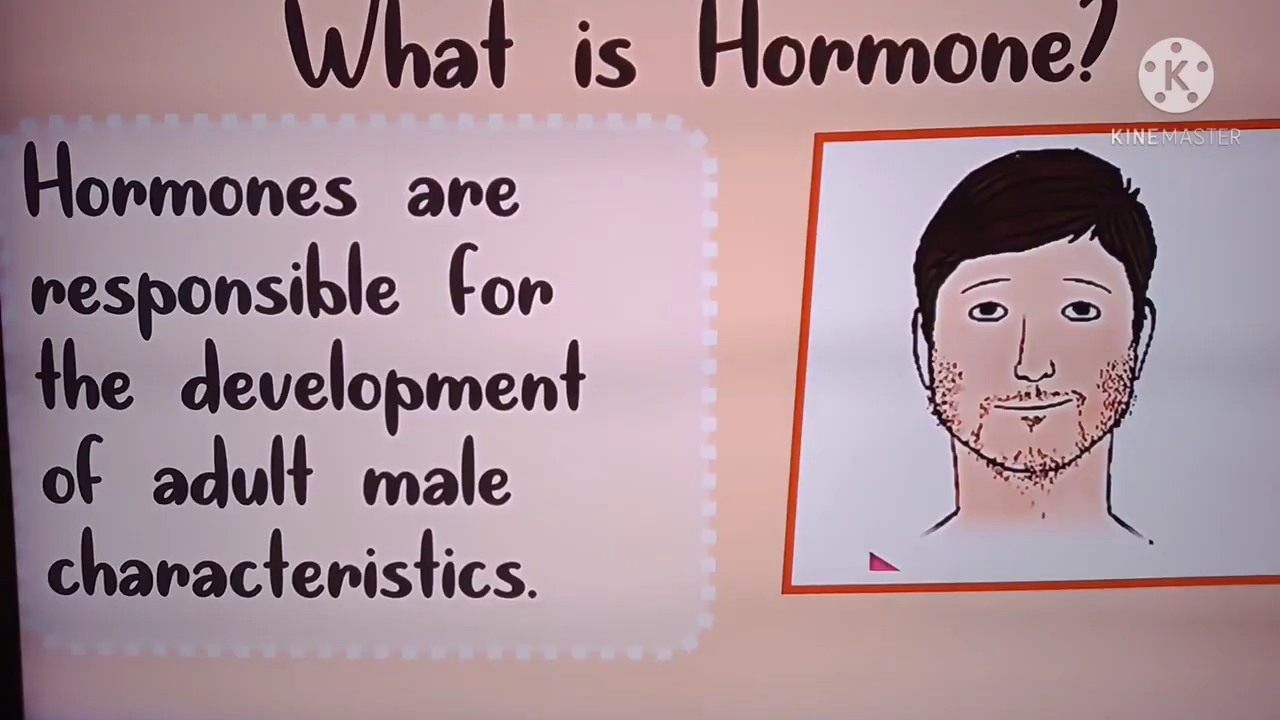 What is Hormone?
K
KINEMASTER
Hormones are
responsible for
the development
of adult male
characteristics.